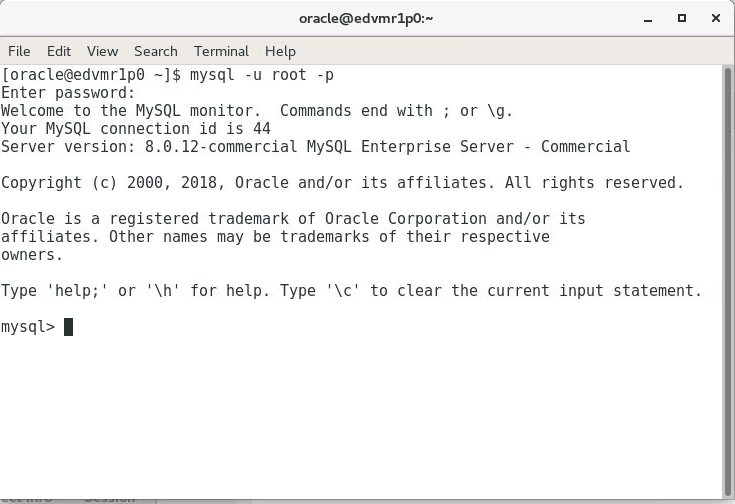 oracle@edvmr1p0:~
File Edit View Search Terminal Help
[oracle@edvmr1p0 ~]$ mysql -u root -p
Enter password:
Welcome to the MySQL monitor.  Commands end with ; or \g.
Your MySQL connection id is 44
Server version: 8.0.12-commercial MySQL Enterprise Server - Commercial
Copyright (c) 2000, 2018, Oracle and/or its affiliates. All rights reserved.
Oracle is a registered trademark of Oracle Corporation and/or its
affiliates. Other names may be trademarks of their respective
owners.
Type 'help;' or '\h' for help. Type '\c' to clear the current input statement.
mysql>